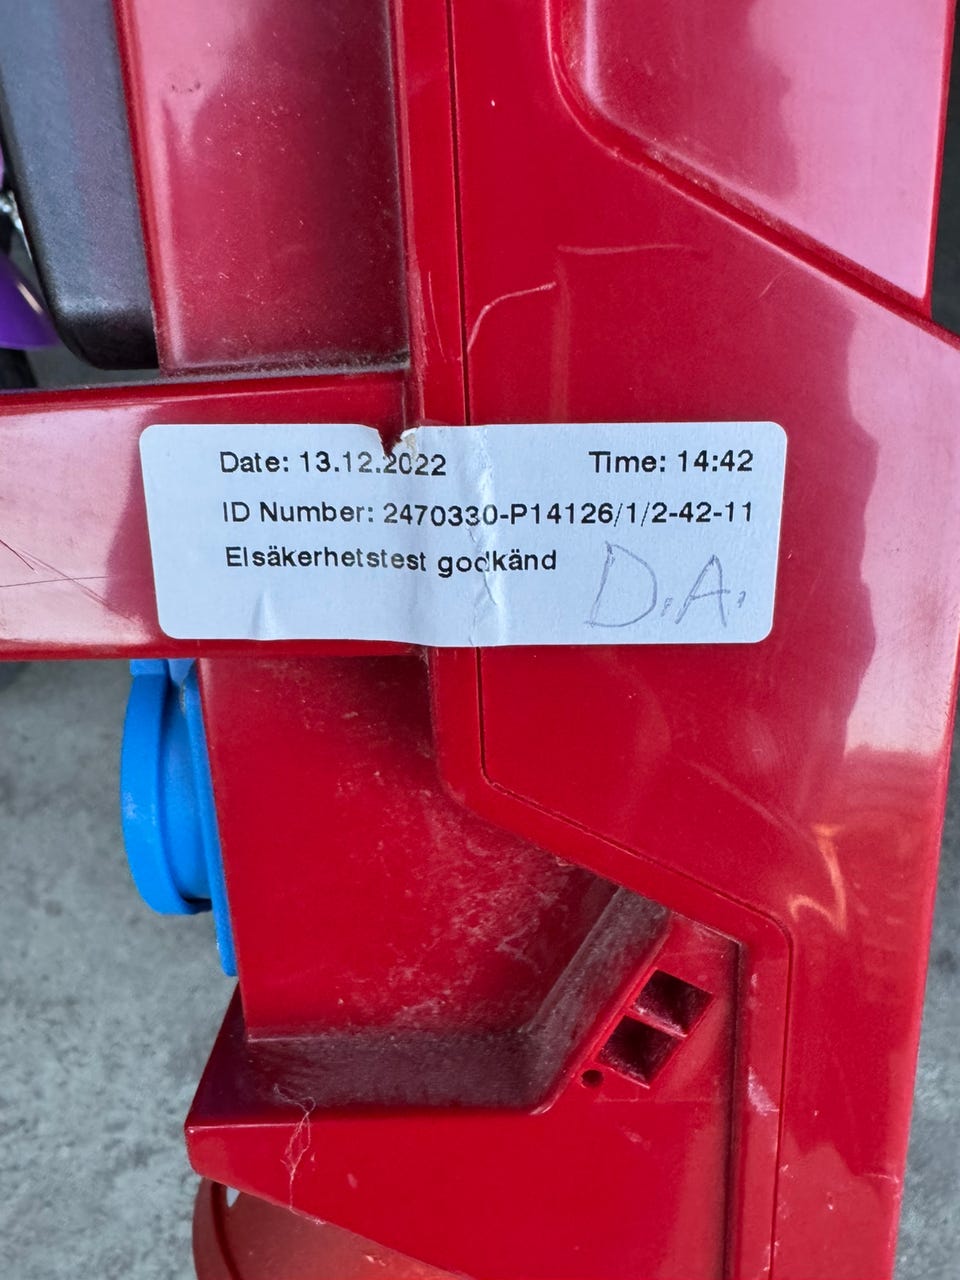 Date: 13.12.2022 Time: 14:42
ID Number: 2470330-P14126/1/2-42-11
Elsäkerhetstest godkänd
D.A.